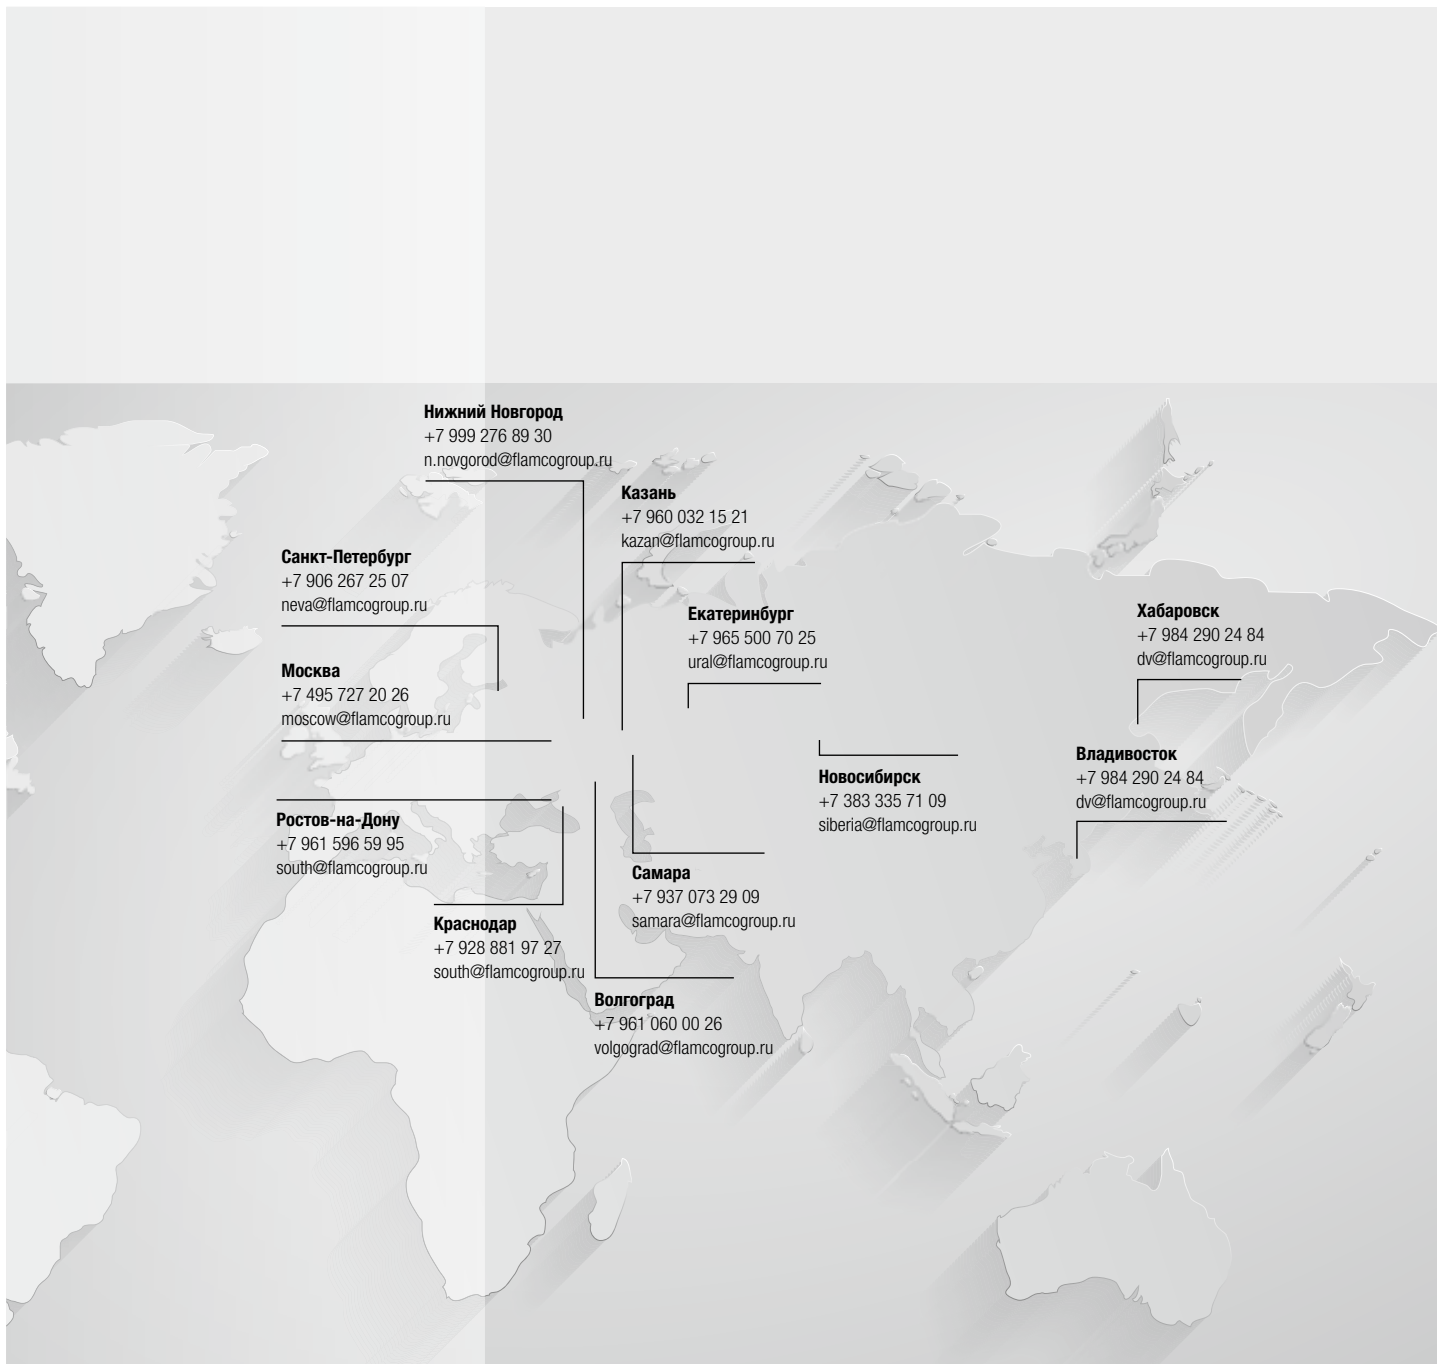 Нижний Новгород
+7 999 276 89 30
n.novgorod@flamcogroup.ru
Казань
+7 960 032 15 21
kazan@flamcogroup.ru
Санкт-Петербург
+7 906 267 25 07
neva@flamcogroup.ru
Екатеринбург
+7 965 500 70 25
ural@flamcogroup.ru
Хабаровск
+7 984 290 24 84
dv@flamcogroup.ru
Москва
+7 495 727 20 26
moscow@flamcogroup.ru
Владивосток
+7 984 290 24 84
dv@flamcogroup.ru
Новосибирск
+7 383 335 71 09
siberia@flamcogroup.ru
Ростов-на-Дону
+7 961 596 59 95
south@flamcogroup.ru
Самара
+7 937 073 29 09
samara@flamcogroup.ru
Краснодар
+7 928 881 97 27
south@flamcogroup.ru
Волгоград
+7 961 060 00 26
volgograd@flamcogroup.ru